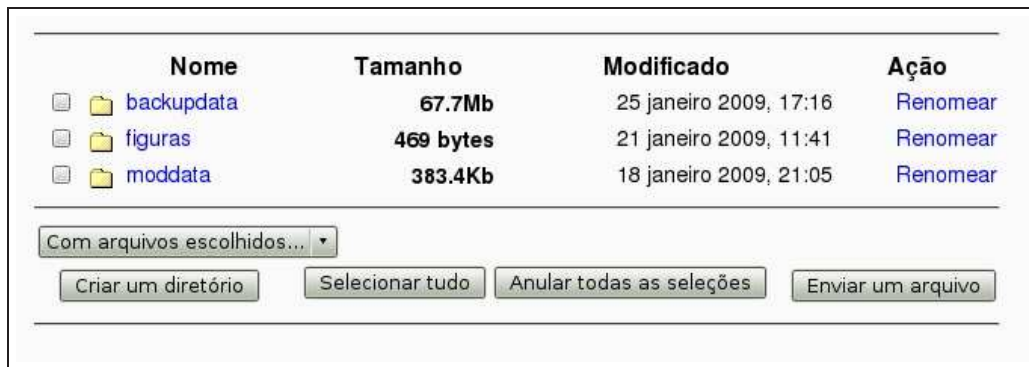 Nome Tamanho Modificado Ação
backupdata 67.7Mb 25 janeiro 2009, 17:16 Renomear
figuras 469 bytes 21 janeiro 2009, 11:41 Renomear
moddata 383.4Kb 18 janeiro 2009, 21:05 Renomear
Com arquivos escolhidos...
Criar um diretório Selecionar tudo Anular todas as seleções Enviar um arquivo